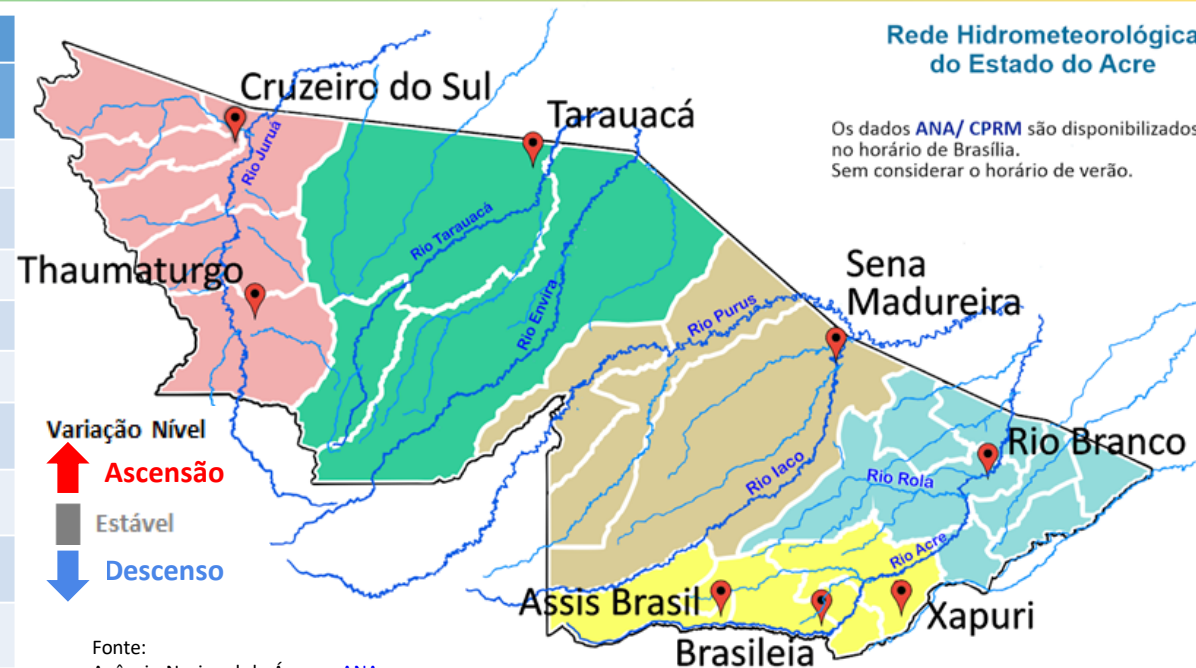 Rede Hidrometeorológica
do Estado do Acre
Os dados ANA/ CPRM são disponibilizados
no horário de Brasília.
Sem considerar o horário de verão.
Cruzeiro do Sul
Tarauacá
Rio Juruá
Rio Tarauacá
Thaumaturgo
Rio Envira
Sena
Madureira
Rio Purus
Variação Nível
Ascensão
Estável
Descenso
Rio Branco
Rio Iaco
Rio Rola
Rio Acre
Assis Brasil
Xapuri
Brasileia
Fonte: